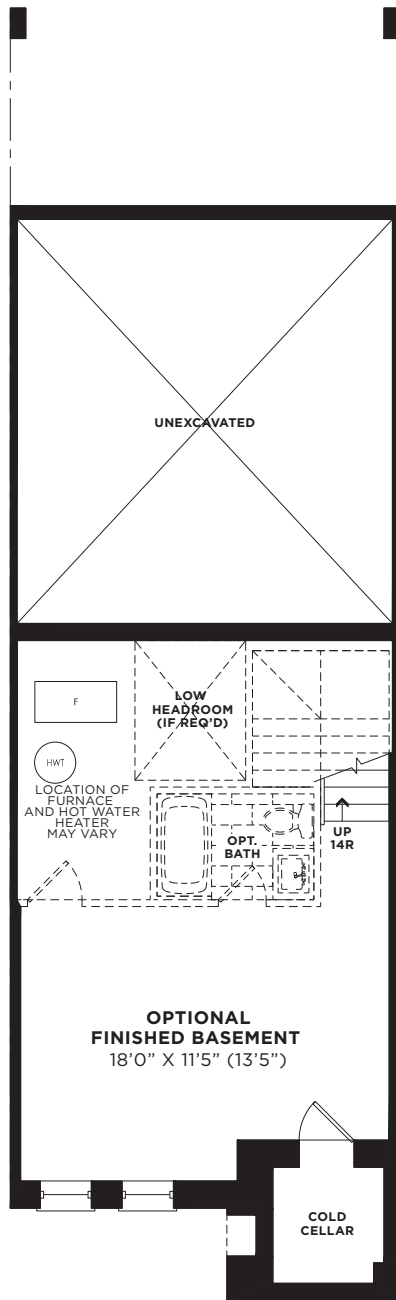 UNEXCAVATED
LOW
HEADROOM
(IF REQ'D)
F
HWT
LOCATION OF
FURNACE
AND HOT WATER
HEATER
MAY VARY
OPT.
BATH
UP
14R
OPTIONAL
FINISHED BASEMENT
18'0" X 11'5" (13'5")
COLD
CELLAR